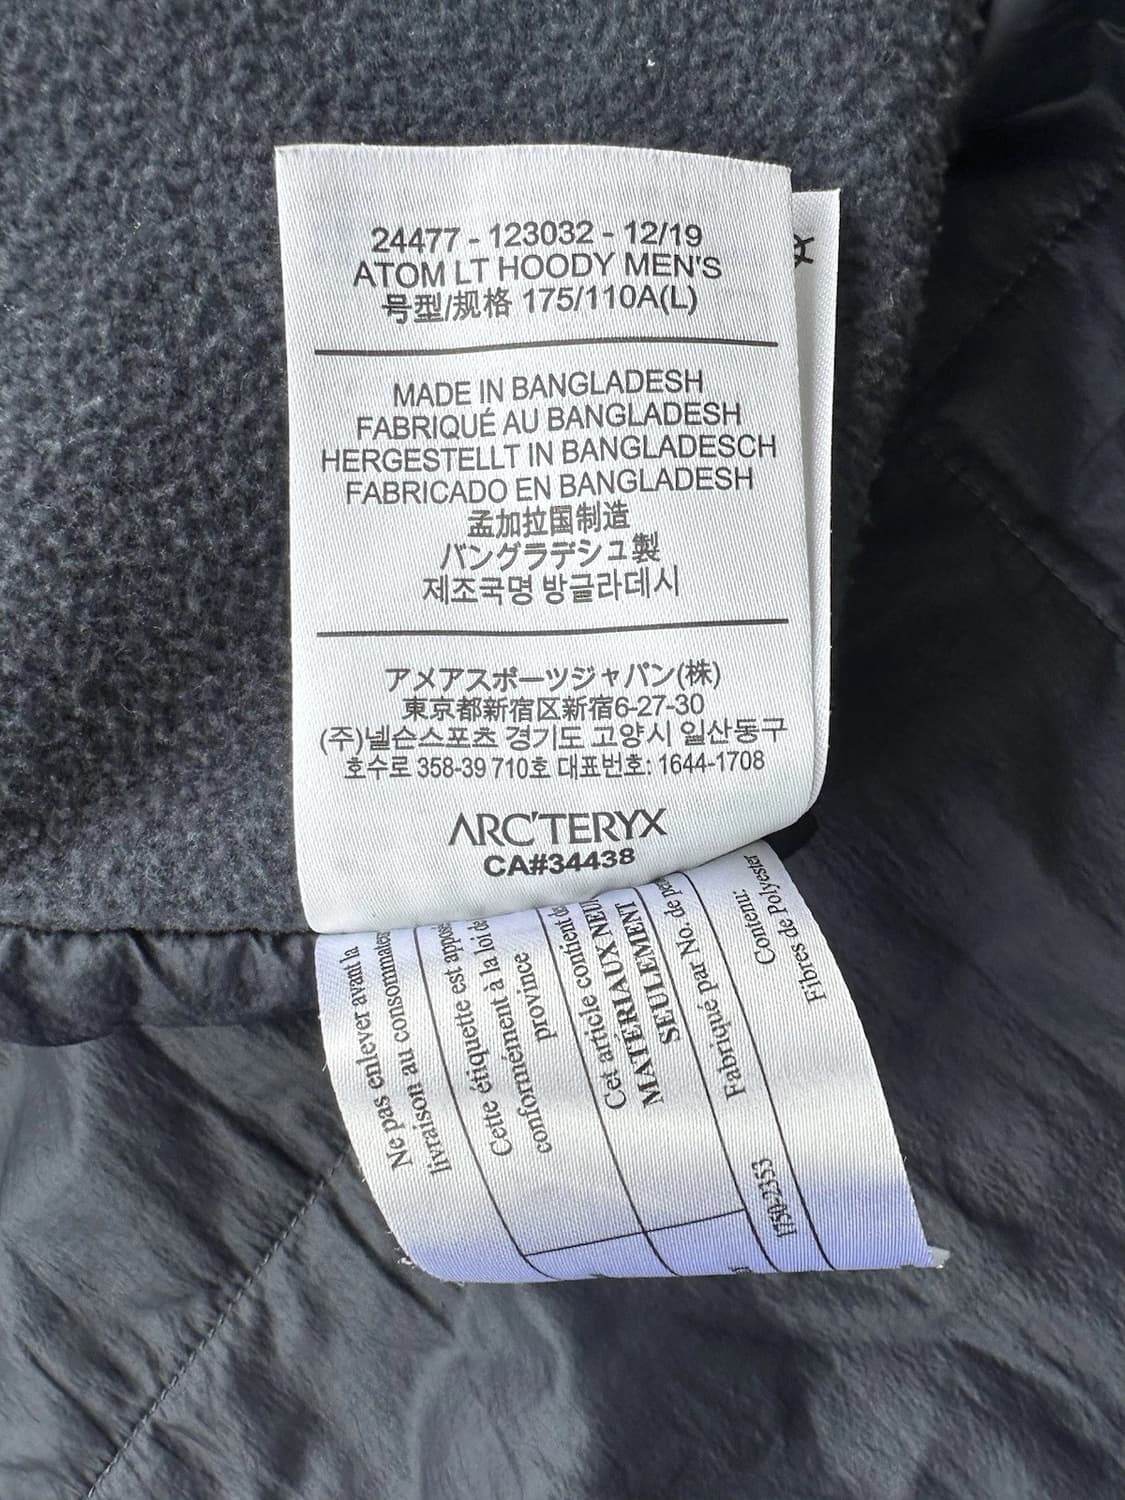 24477 - 123032 - 12/19
ATOM LT HOODY MEN'S
号型/规格 175/110A(L)
MADE IN BANGLADESH
FABRIQUÉ AU BANGLADESH
HERGESTELLT IN BANGLADESCH
FABRICADO EN BANGLADESH
孟加拉国制造
バングラデシュ製
제조국명 방글라데시
アメアスポーツジャパン(株)
東京都新宿区新宿6-27-30
(주)넬슨스포츠 경기도 고양시 일산동구
호수로 358-39 710호 대표번호: 1644-1708
ARC'TERYX
CA#34438
Ne pas enlever avant la
livraison au consommateur
Cette étiquette est
conformément à la loi de
province
Cet article contient
MATERIAUX
SEULEMENT
Fabriqué par No. de
1750-2353
Contenu:
Fibres de Polyester